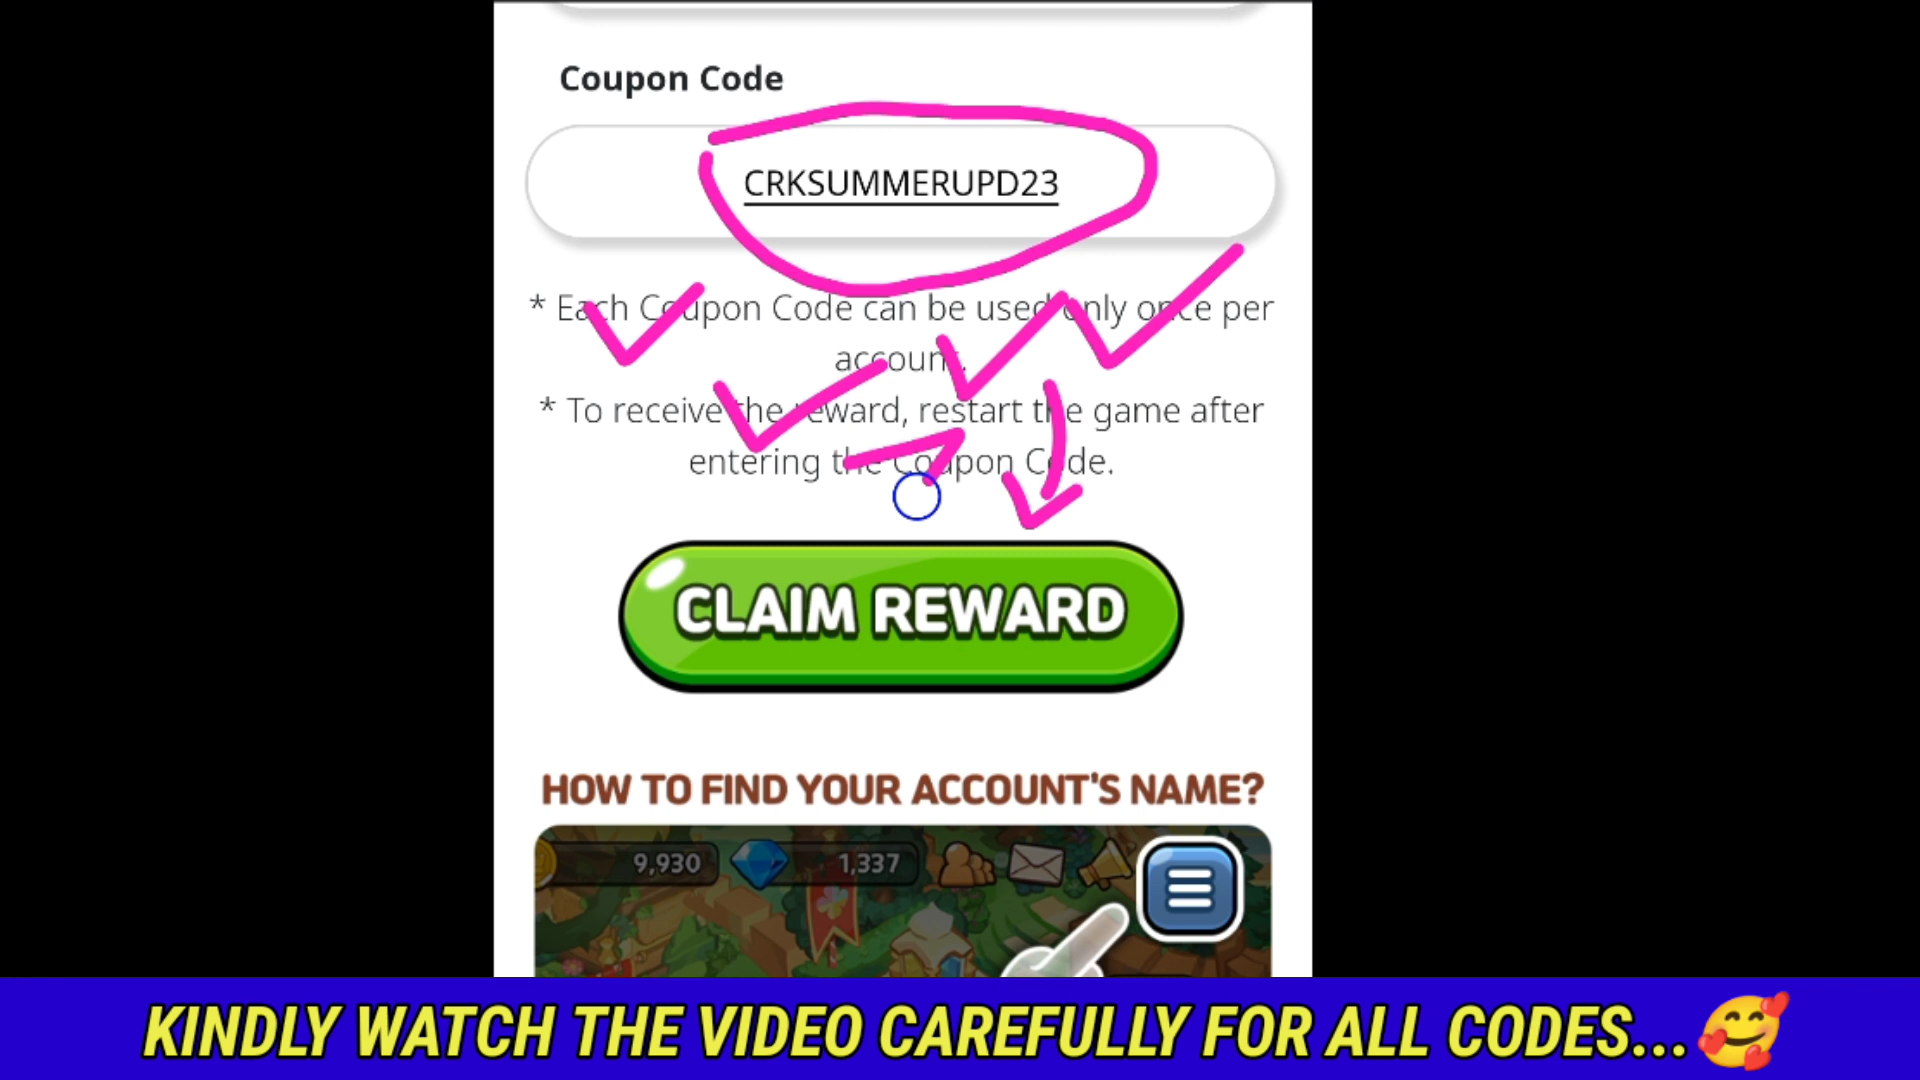 Coupon Code
CRKSUMMERUPD23
* Each Coupon Code can be used only once per
account.
* To receive the reward, restart the game after
entering the Coupon Code.
CLAIM REWARD
HOW TO FIND YOUR ACCOUNT'S NAME?
9,930 1,337
KINDLY WATCH THE VIDEO CAREFULLY FOR ALL CODES...🥰